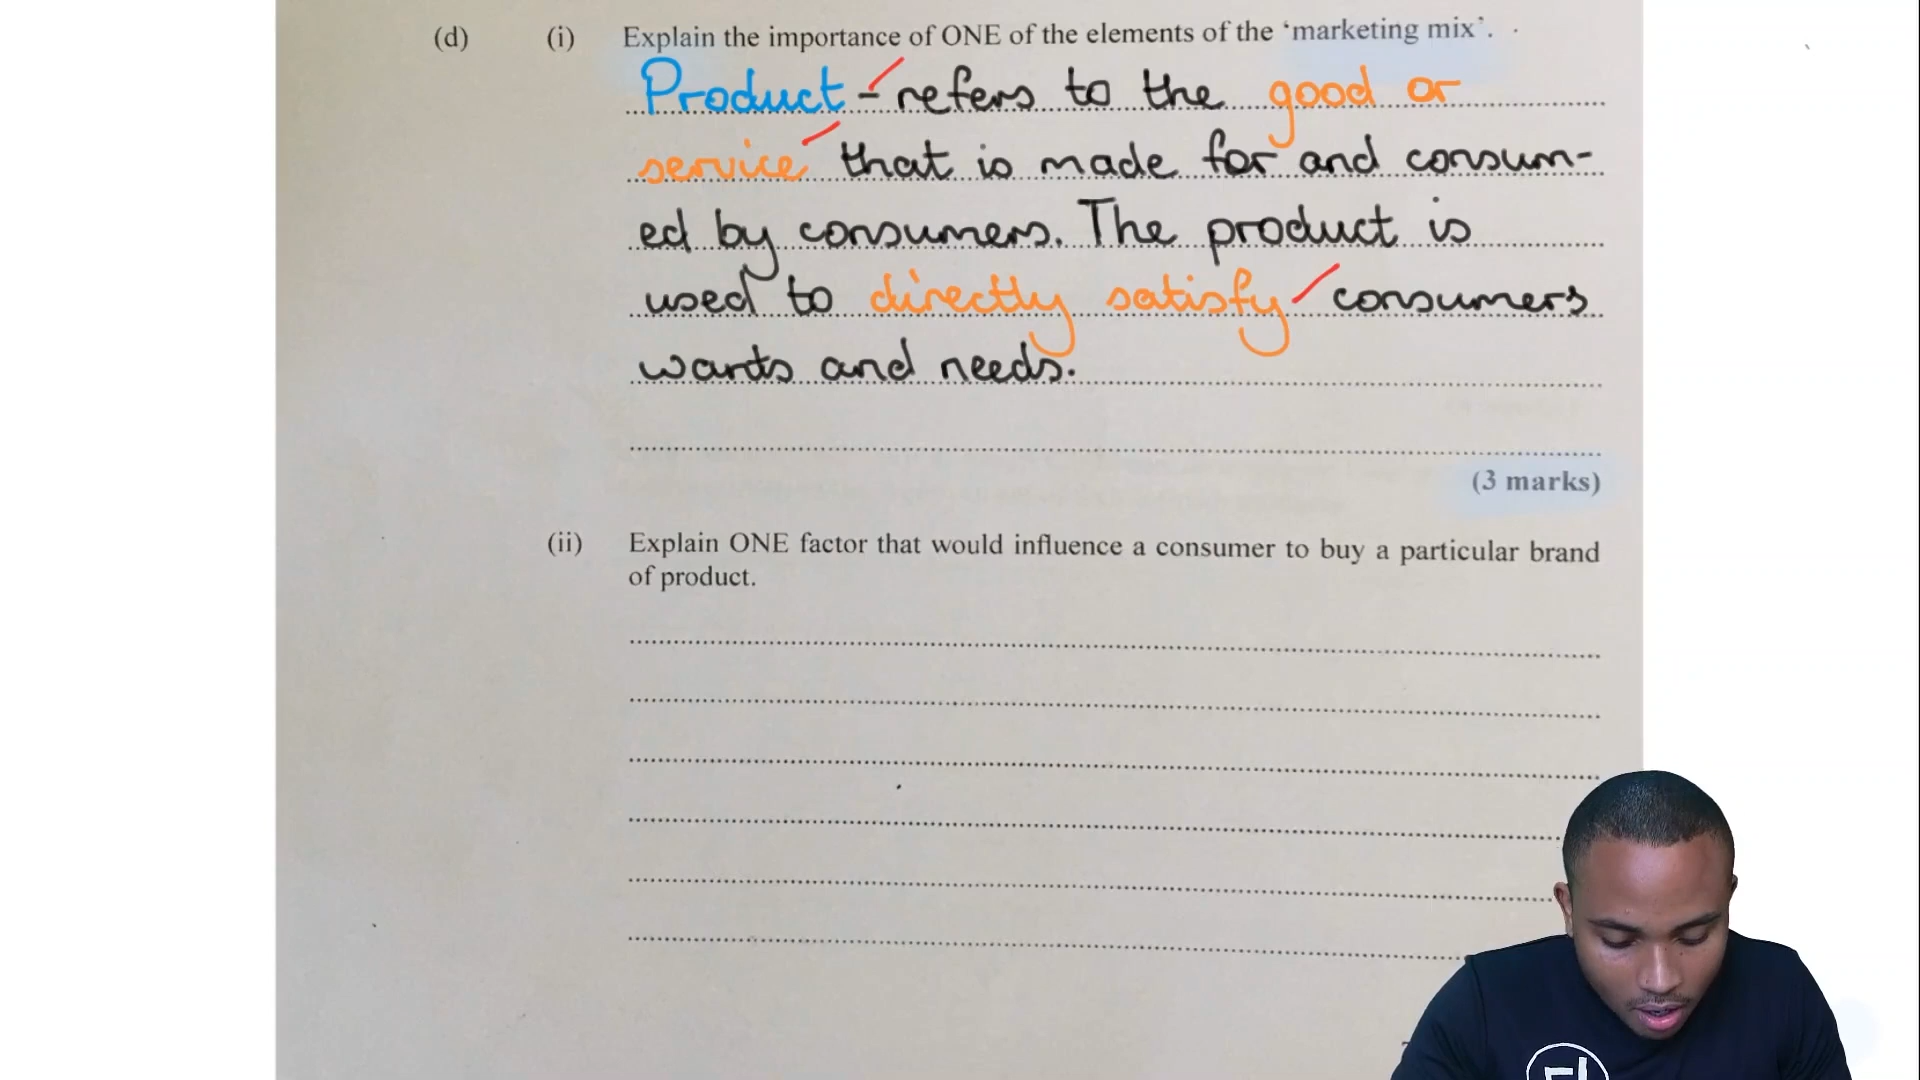 (d) (i) Explain the importance of ONE of the elements of the ‘marketing mix’.
Product - refers to the good or
service that is made for and consum-
ed by consumers. The product is
used to directly satisfy consumers
wants and needs.
(3 marks)
(ii) Explain ONE factor that would influence a consumer to buy a particular brand
of product.